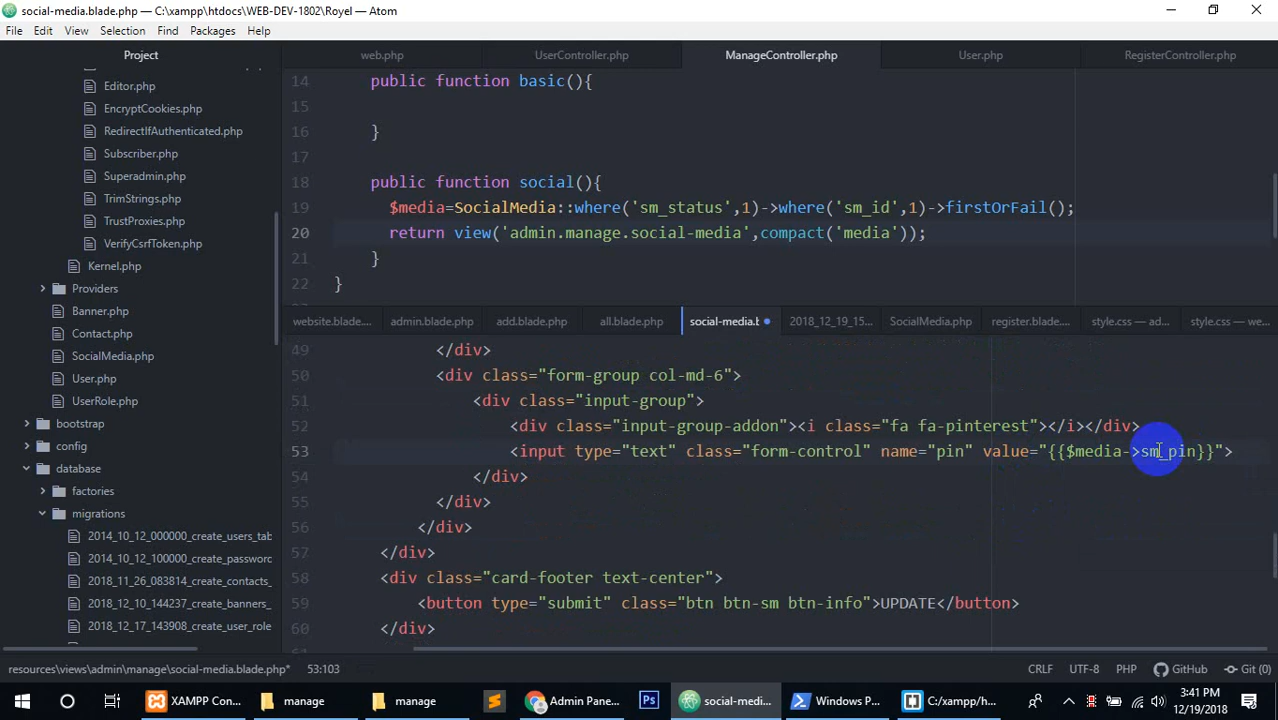 social-media.blade.php — C:\xampp\htdocs\WEB-DEV-1802\Royel — Atom
File Edit View Selection Find Packages Help
Project
web.php UserController.php ManageController.php User.php RegisterController.php
Editor.php
EncryptCookies.php
RedirectIfAuthenticated.php
Subscriber.php
Superadmin.php
TrimStrings.php
TrustProxies.php
VerifyCsrfToken.php
Kernel.php
Providers
Banner.php
Contact.php
SocialMedia.php
User.php
UserRole.php
bootstrap
config
database
factories
migrations
2014_10_12_000000_create_users_tab
2014_10_12_100000_create_password
2018_11_26_083814_create_contacts_
2018_12_10_144237_create_banners_
2018_12_17_143908_create_user_role
14 public function basic(){
15
16 }
17
18 public function social(){
19 $media=SocialMedia::where('sm_status',1)->where('sm_id',1)->firstOrFail();
20 return view('admin.manage.social-media',compact('media'));
21 }
22 }
website.blade.... admin.blade.php add.blade.php all.blade.php social-media.b 2018_12_19_15... SocialMedia.php register.blade.... style.css — ad... style.css — we...
49 </div>
50 <div class="form-group col-md-6">
51 <div class="input-group">
52 <div class="input-group-addon"><i class="fa fa-pinterest"></i></div>
53 <input type="text" class="form-control" name="pin" value="{{$media->sm_pin}}">
54 </div>
55 </div>
56 </div>
57 </div>
58 <div class="card-footer text-center">
59 <button type="submit" class="btn btn-sm btn-info">UPDATE</button>
60 </div>
resources\views\admin\manage\social-media.blade.php* 53:103 CRLF UTF-8 PHP GitHub Git (0)
XAMPP Con... manage manage Admin Pane... Ps social-medi... Windows P... C:/xampp/h... 3:41 PM
12/19/2018